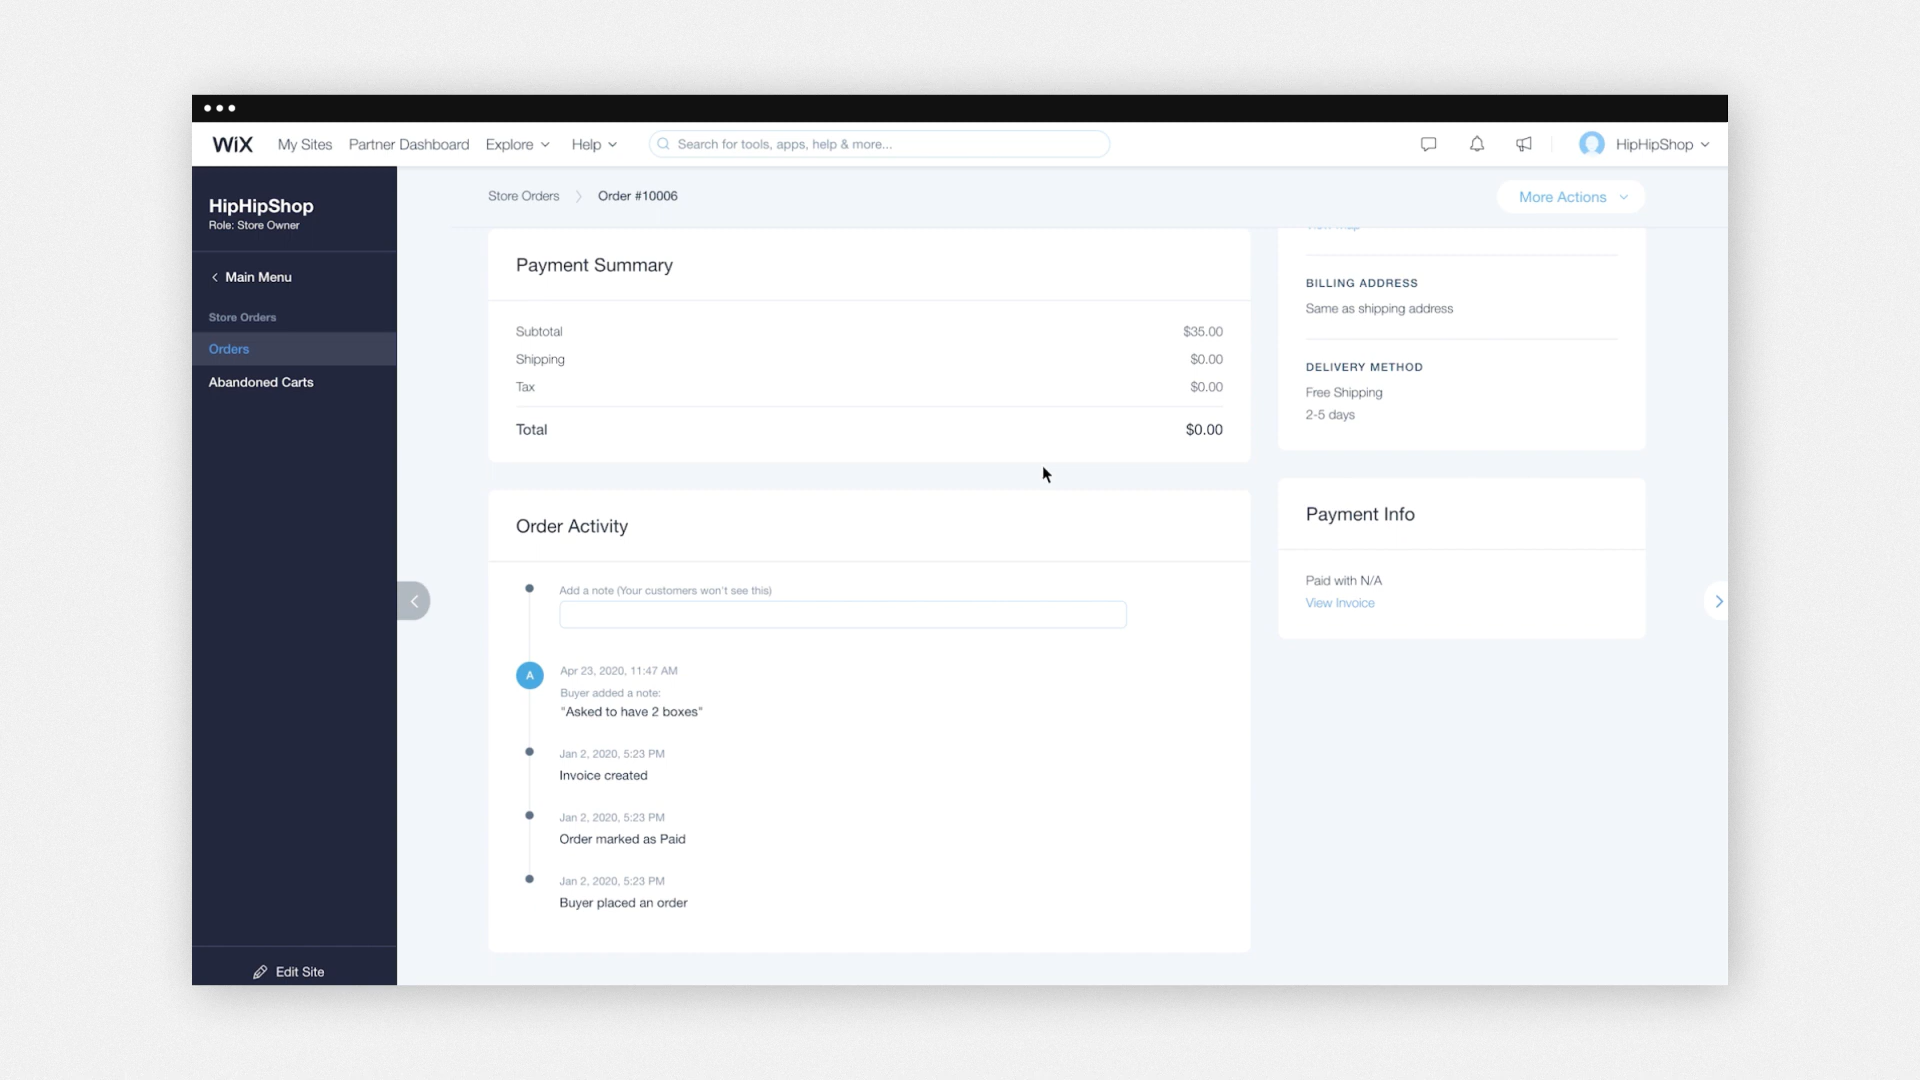 WiX
My Sites
Partner Dashboard
Explore
Help
Search for tools, apps, help & more...
HipHipShop
HipHipShop
Role: Store Owner
Main Menu
Store Orders
Orders
Abandoned Carts
Edit Site
Store Orders
Order #10006
More Actions
Payment Summary
Subtotal $35.00
Shipping $0.00
Tax $0.00
Total $0.00
Order Activity
Add a note (Your customers won't see this)
A
Apr 23, 2020, 11:47 AM
Buyer added a note:
"Asked to have 2 boxes"
Jan 2, 2020, 5:23 PM
Invoice created
Jan 2, 2020, 5:23 PM
Order marked as Paid
Jan 2, 2020, 5:23 PM
Buyer placed an order
BILLING ADDRESS
Same as shipping address
DELIVERY METHOD
Free Shipping
2-5 days
Payment Info
Paid with N/A
View Invoice